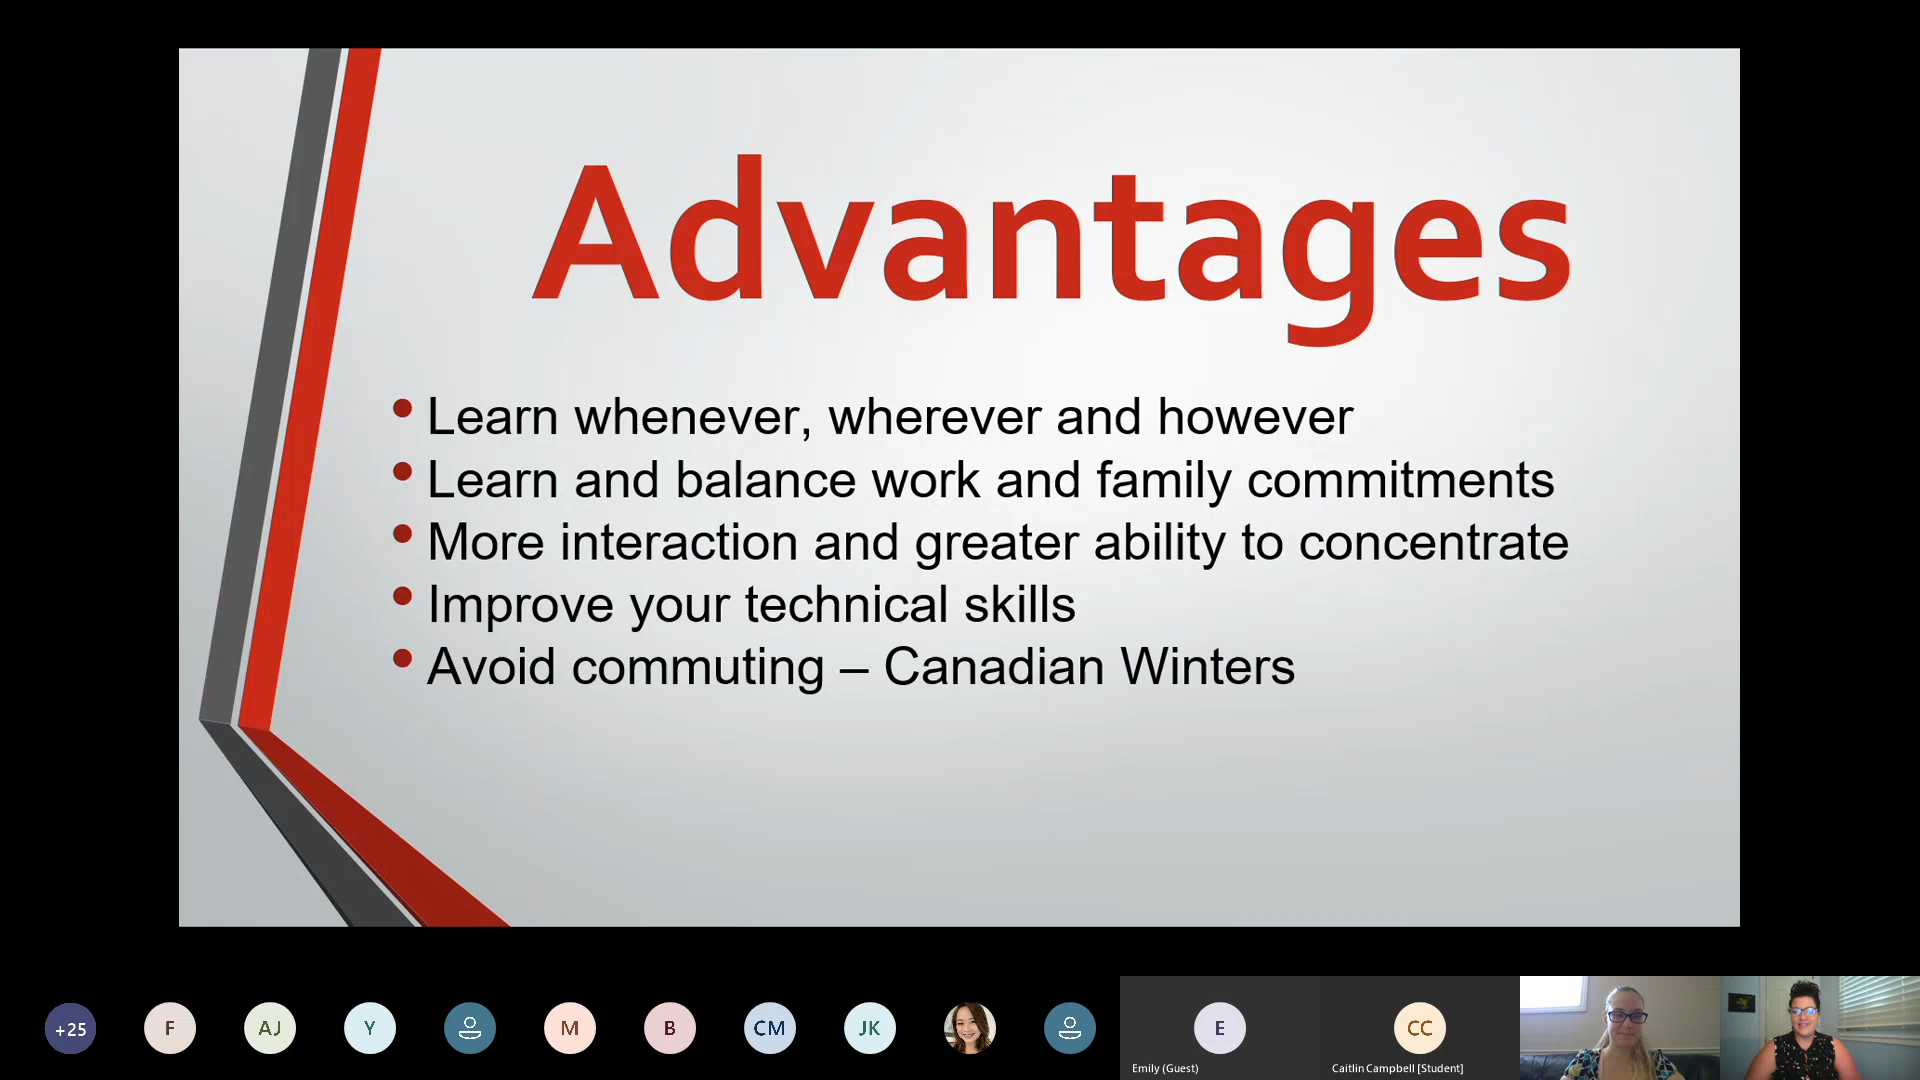 Advantages
• Learn whenever, wherever and however
• Learn and balance work and family commitments
• More interaction and greater ability to concentrate
• Improve your technical skills
• Avoid commuting – Canadian Winters
+25
F
AJ
Y
M
B
CM
JK
E
CC
Emily (Guest)
Caitlin Campbell [Student]